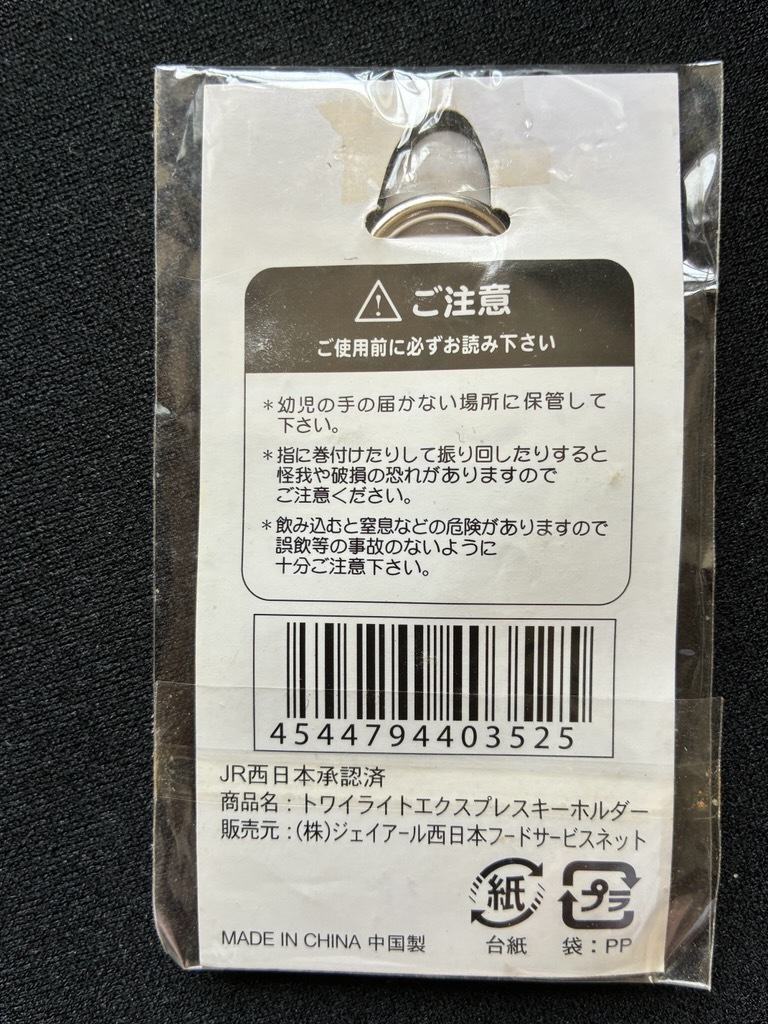 ご注意
ご使用前に必ずお読み下さい
＊幼児の手の届かない場所に保管して
下さい。
＊指に巻付けたりして振り回したりすると
怪我や破損の恐れがありますので
ご注意ください。
＊飲み込むと窒息などの危険がありますので
誤飲等の事故のないように
十分ご注意下さい。
4544794403525
JR西日本承認済
商品名：トワイライトエクスプレスキーホルダー
販売元：(株)ジェイアール西日本フードサービスネット
紙 プラ
MADE IN CHINA 中国製 台紙 袋：PP